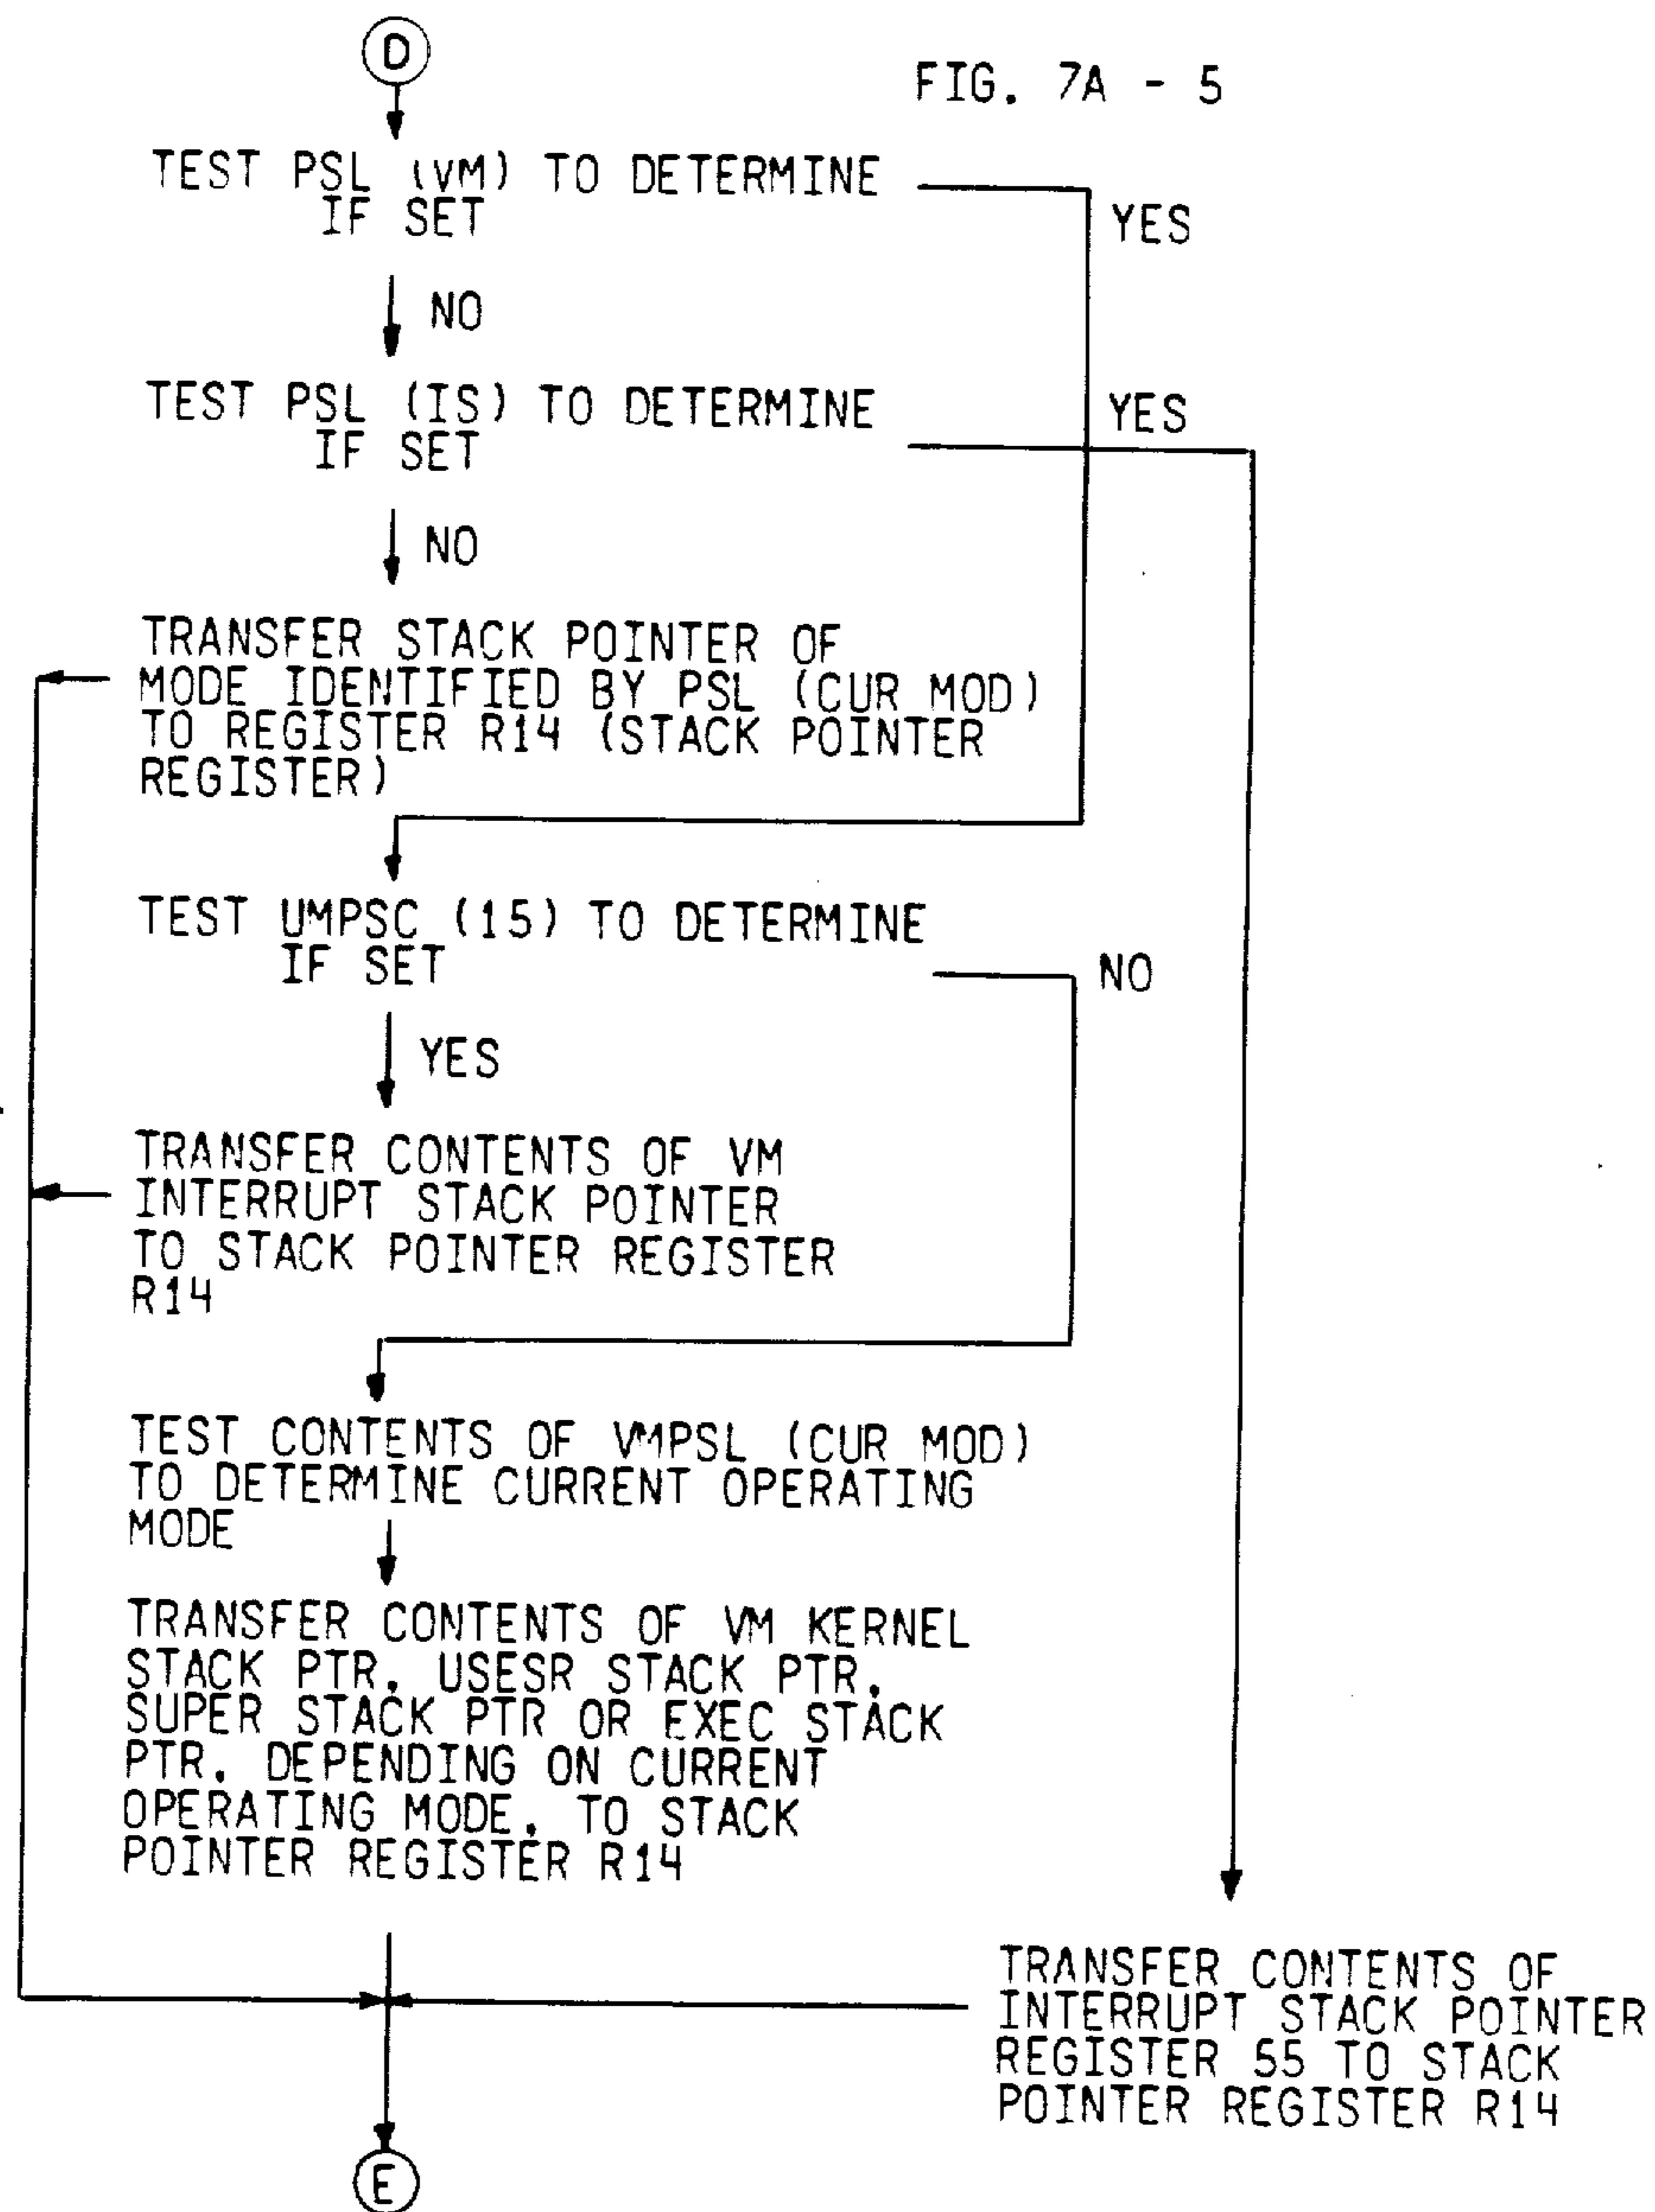 D
FIG. 7A - 5
TEST PSL (VM) TO DETERMINE
IF SET
YES
NO
TEST PSL (IS) TO DETERMINE
IF SET
YES
NO
TRANSFER STACK POINTER OF
MODE IDENTIFIED BY PSL (CUR MOD)
TO REGISTER R14 (STACK POINTER
REGISTER)
TEST UMPSC (15) TO DETERMINE
IF SET
NO
YES
TRANSFER CONTENTS OF VM
INTERRUPT STACK POINTER
TO STACK POINTER REGISTER
R14
TEST CONTENTS OF VMPSL (CUR MOD)
TO DETERMINE CURRENT OPERATING
MODE
TRANSFER CONTENTS OF VM KERNEL
STACK PTR, USESR STACK PTR,
SUPER STACK PTR OR EXEC STACK
PTR, DEPENDING ON CURRENT
OPERATING MODE, TO STACK
POINTER REGISTER R14
TRANSFER CONTENTS OF
INTERRUPT STACK POINTER
REGISTER 55 TO STACK
POINTER REGISTER R14
E